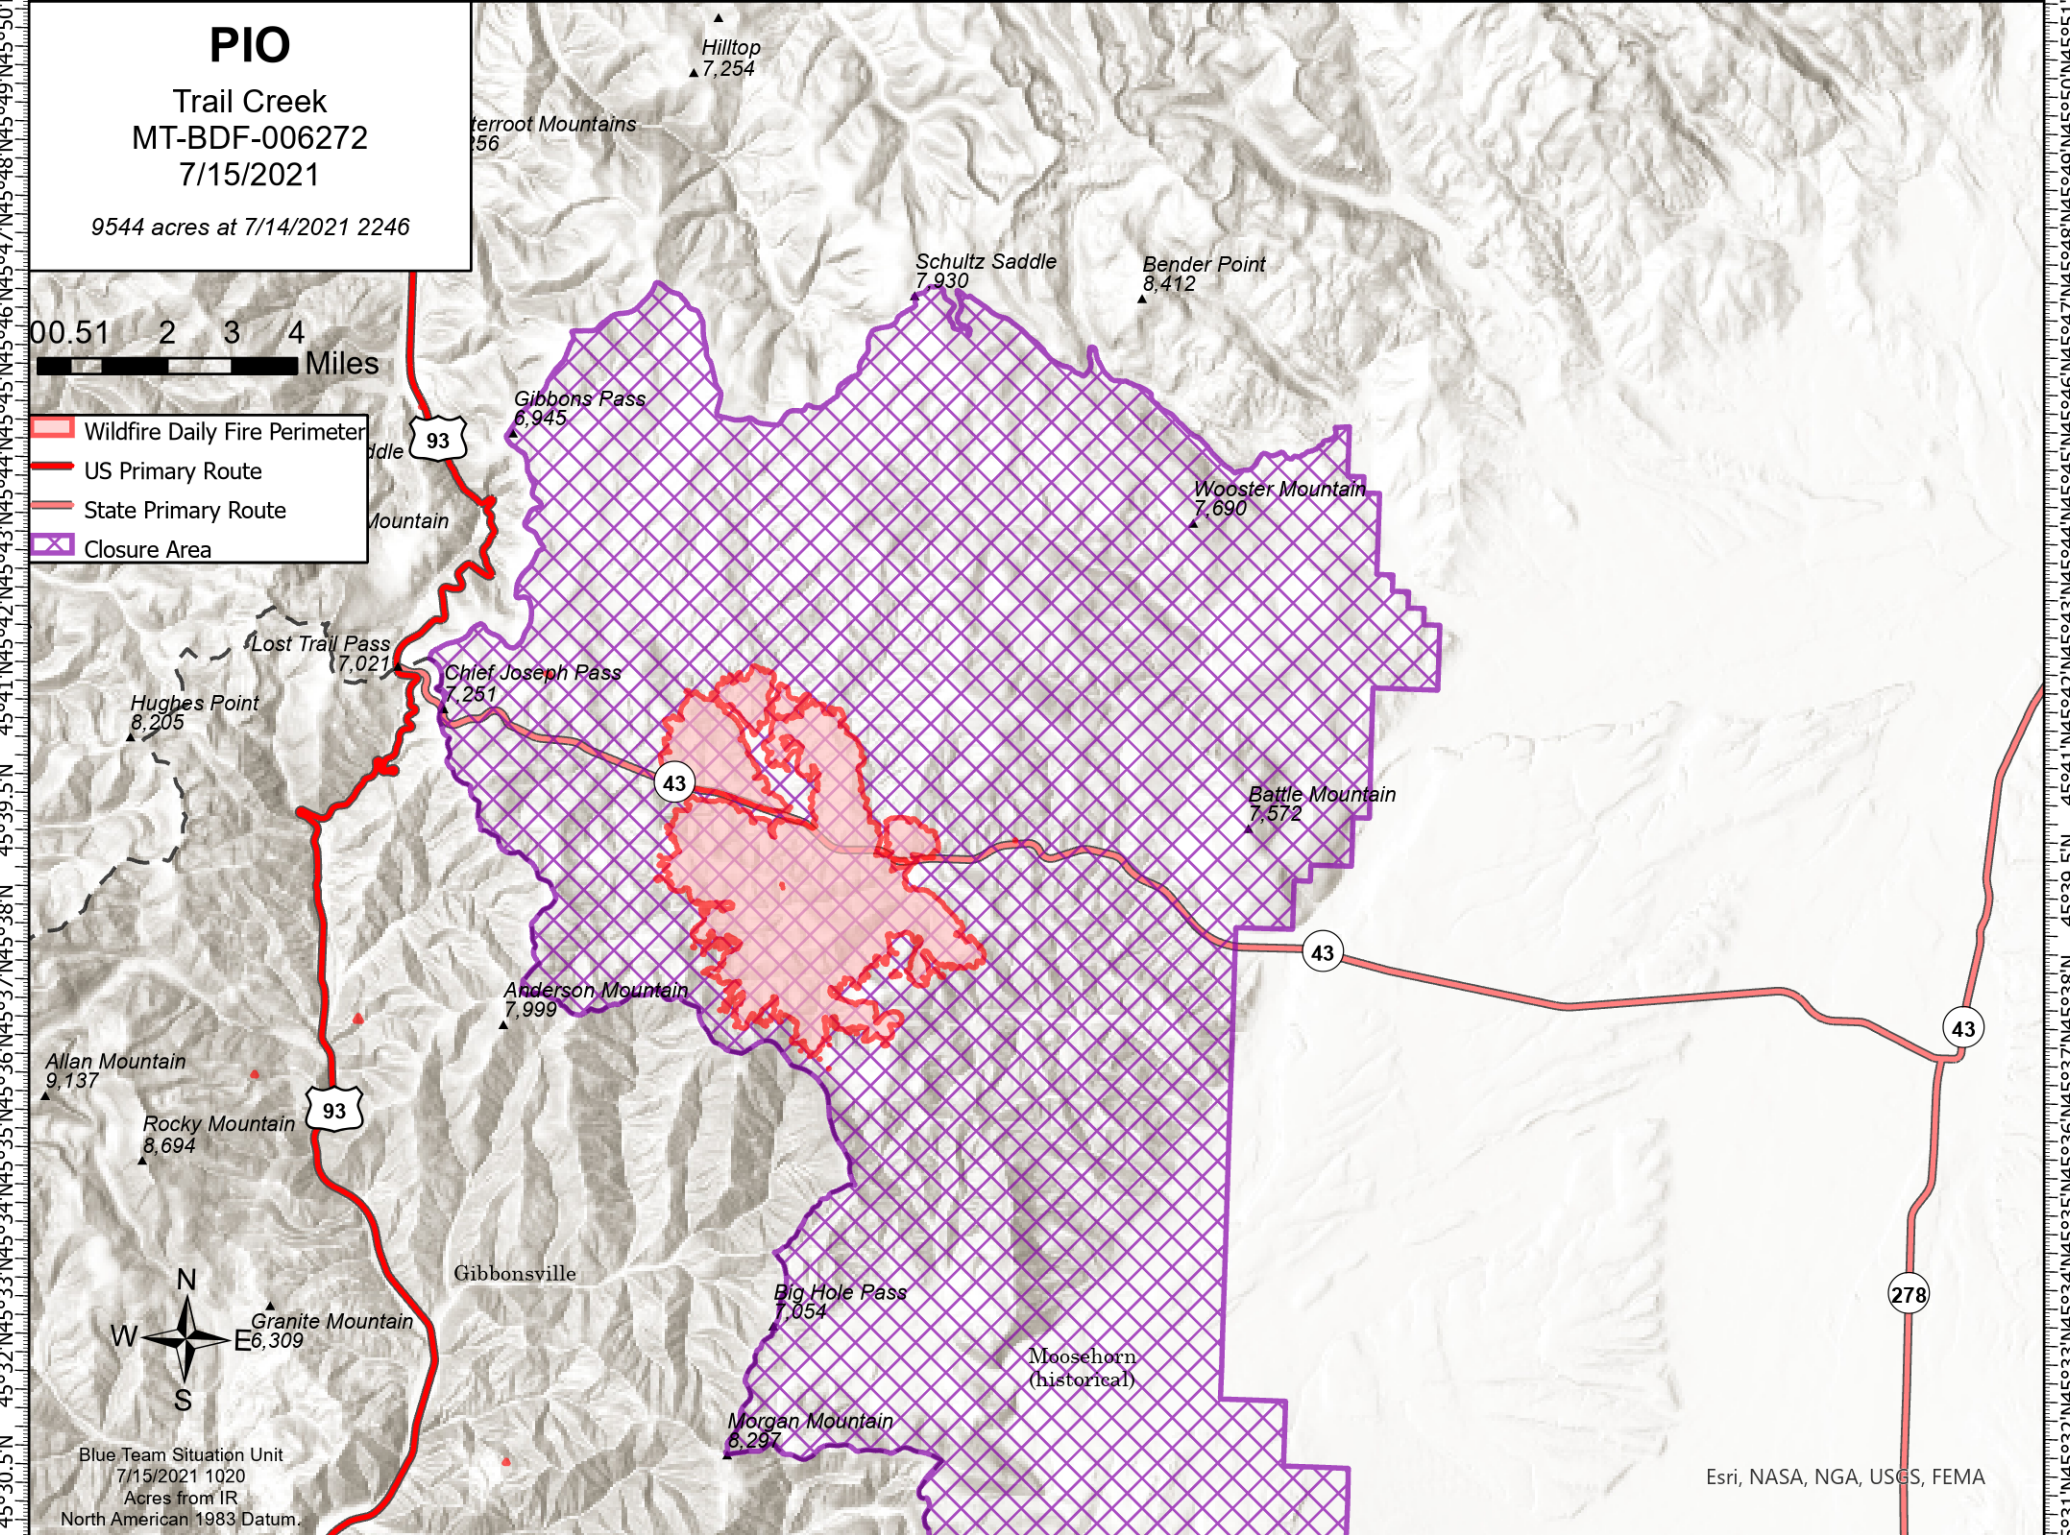 PIO
Trail Creek
MT-BDF-006272
7/15/2021
9544 acres at 7/14/2021 2246
Hilltop
7,254
terroot Mountains
256
Schultz Saddle
7,930
Bender Point
8,412
00.51 2 3 4
Miles
Gibbons Pass
6,945
Wildfire Daily Fire Perimeter
93
ddle
US Primary Route
Wooster Mountain
7,690
State Primary Route
Mountain
Closure Area
Lost Trail Pass
7,021
Chief Joseph Pass
7,251
Hughes Point
8,205
43
Battle Mountain
7,572
43
Anderson Mountain
7,999
43
Allan Mountain
9,137
93
Rocky Mountain
8,694
Gibbonsville
N
W
E
S
Granite Mountain
6,309
Big Hole Pass
7,054
278
Moosehorn
(historical)
Morgan Mountain
8,297
Blue Team Situation Unit
7/15/2021 1020
Acres from IR
North American 1983 Datum.
Esri, NASA, NGA, USGS, FEMA